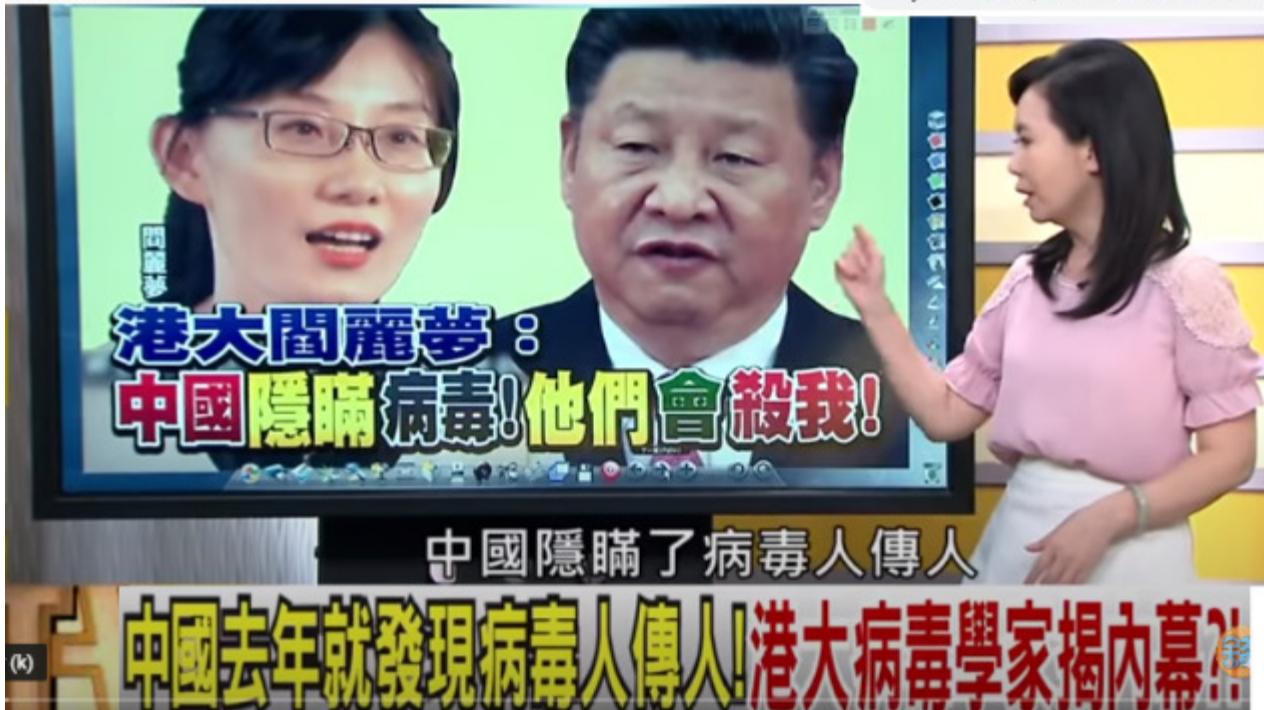 閻麗夢
港大閻麗夢：
中國隱瞞病毒!他們會殺我!
中國隱瞞了病毒人傳人
中國去年就發現病毒人傳人!港大病毒學家揭內幕?!
(k)